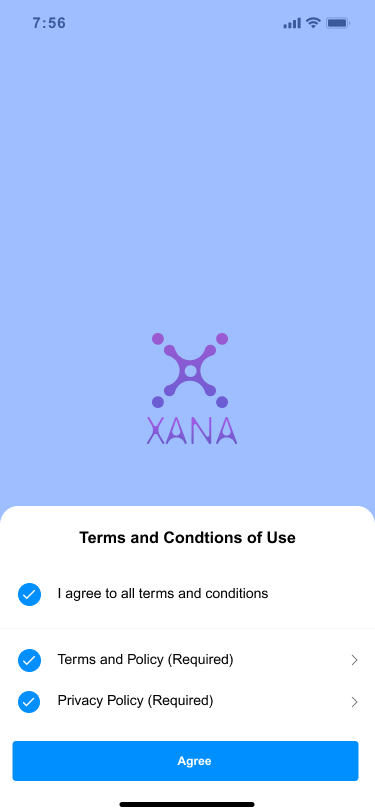 7:56
XANA
Terms and Condtions of Use
I agree to all terms and conditions
Terms and Policy (Required)
Privacy Policy (Required)
Agree